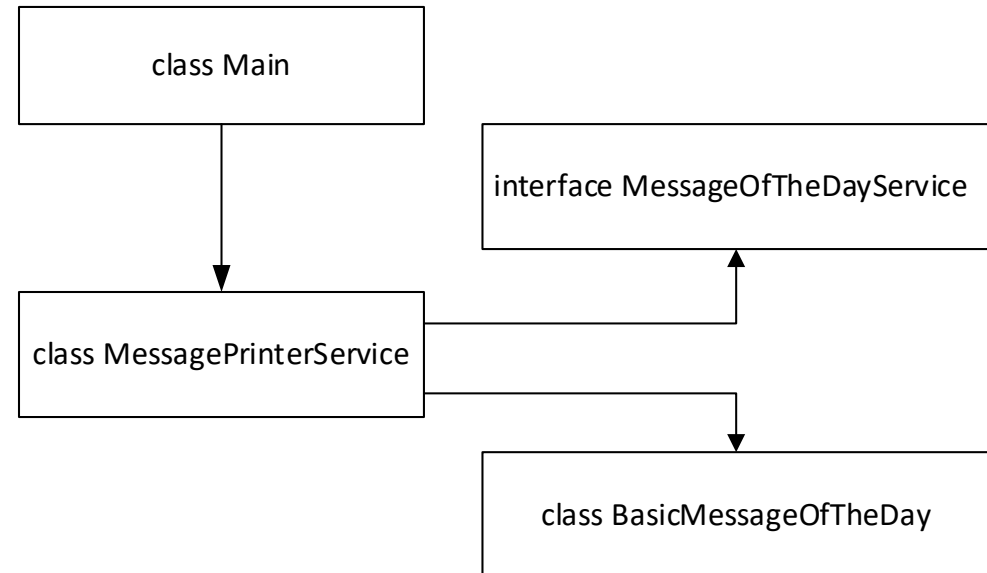 class Main
interface MessageOfTheDayService
class MessagePrinterService
class BasicMessageOfTheDay